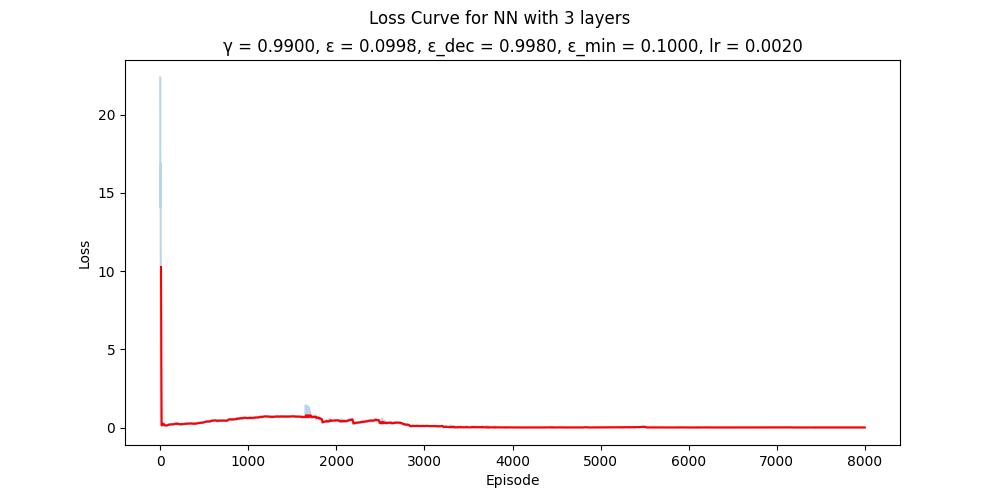 Loss Curve for NN with 3 layers
γ = 0.9900, ε = 0.0998, ε_dec = 0.9980, ε_min = 0.1000, lr = 0.0020
20
15
10
5
0
Loss
0 1000 2000 3000 4000 5000 6000 7000 8000
Episode